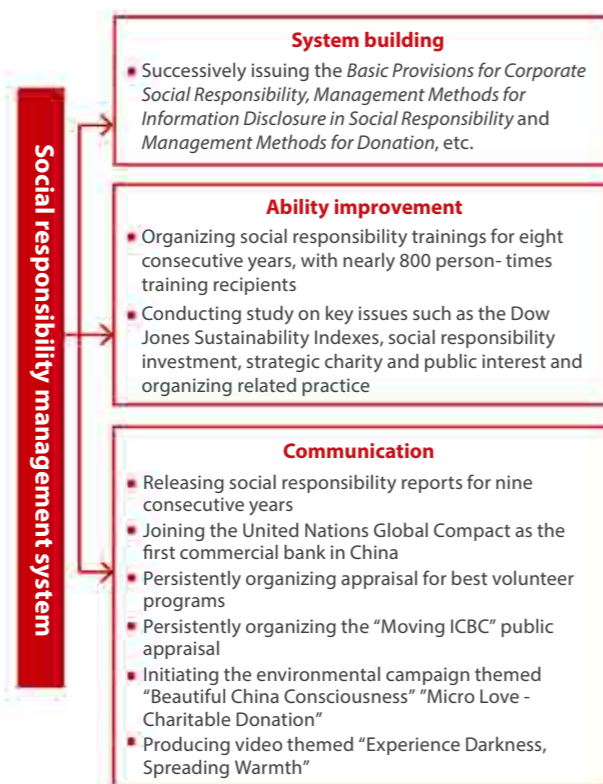 Social responsibility management system
System building
▪ Successively issuing the Basic Provisions for Corporate
Social Responsibility, Management Methods for
Information Disclosure in Social Responsibility and
Management Methods for Donation, etc.
Ability improvement
▪ Organizing social responsibility trainings for eight
consecutive years, with nearly 800 person- times
training recipients
▪ Conducting study on key issues such as the Dow
Jones Sustainability Indexes, social responsibility
investment, strategic charity and public interest and
organizing related practice
Communication
▪ Releasing social responsibility reports for nine
consecutive years
▪ Joining the United Nations Global Compact as the
first commercial bank in China
▪ Persistently organizing appraisal for best volunteer
programs
▪ Persistently organizing the “Moving ICBC” public
appraisal
▪ Initiating the environmental campaign themed
“Beautiful China Consciousness” ”Micro Love -
Charitable Donation”
▪ Producing video themed “Experience Darkness,
Spreading Warmth”